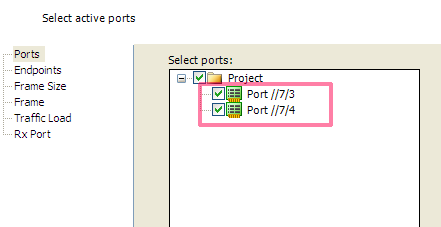 Select active ports
Ports
Endpoints
Frame Size
Frame
Traffic Load
Rx Port
Select ports:
Project
Port //7/3
Port //7/4